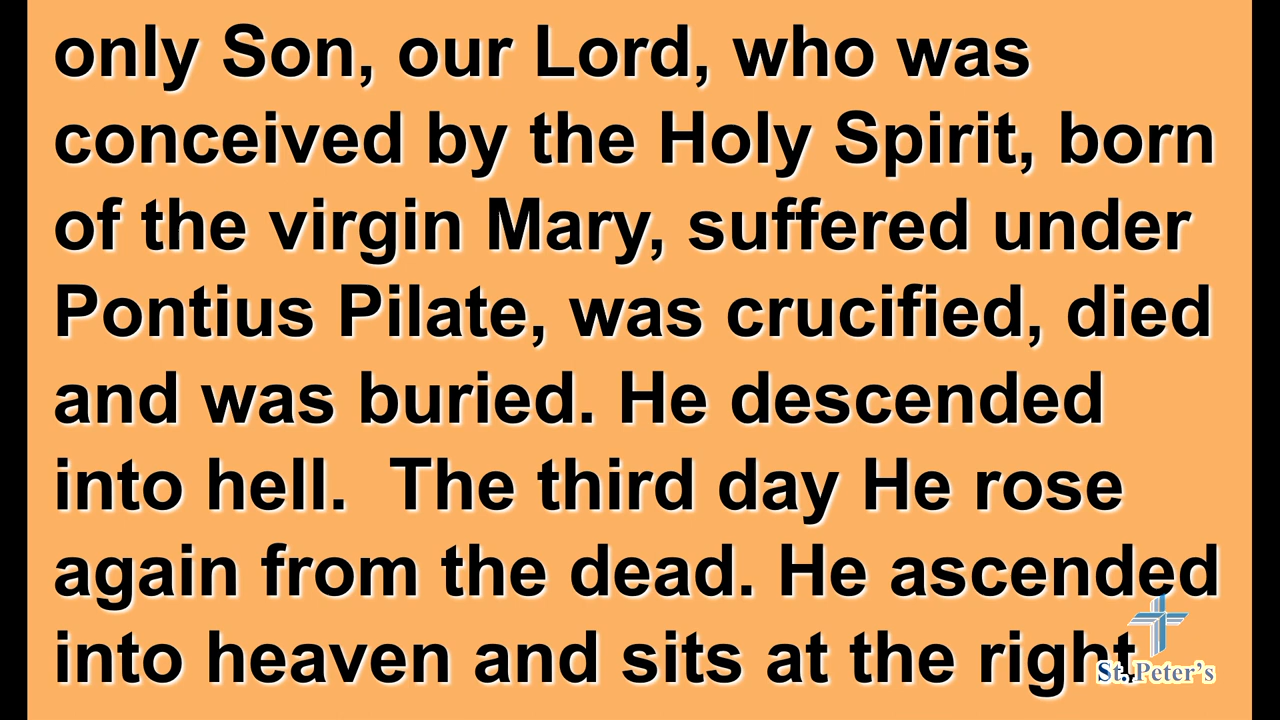 only Son, our Lord, who was
conceived by the Holy Spirit, born
of the virgin Mary, suffered under
Pontius Pilate, was crucified, died
and was buried. He descended
into hell.  The third day He rose
again from the dead. He ascended
into heaven and sits at the right
St. Peter's